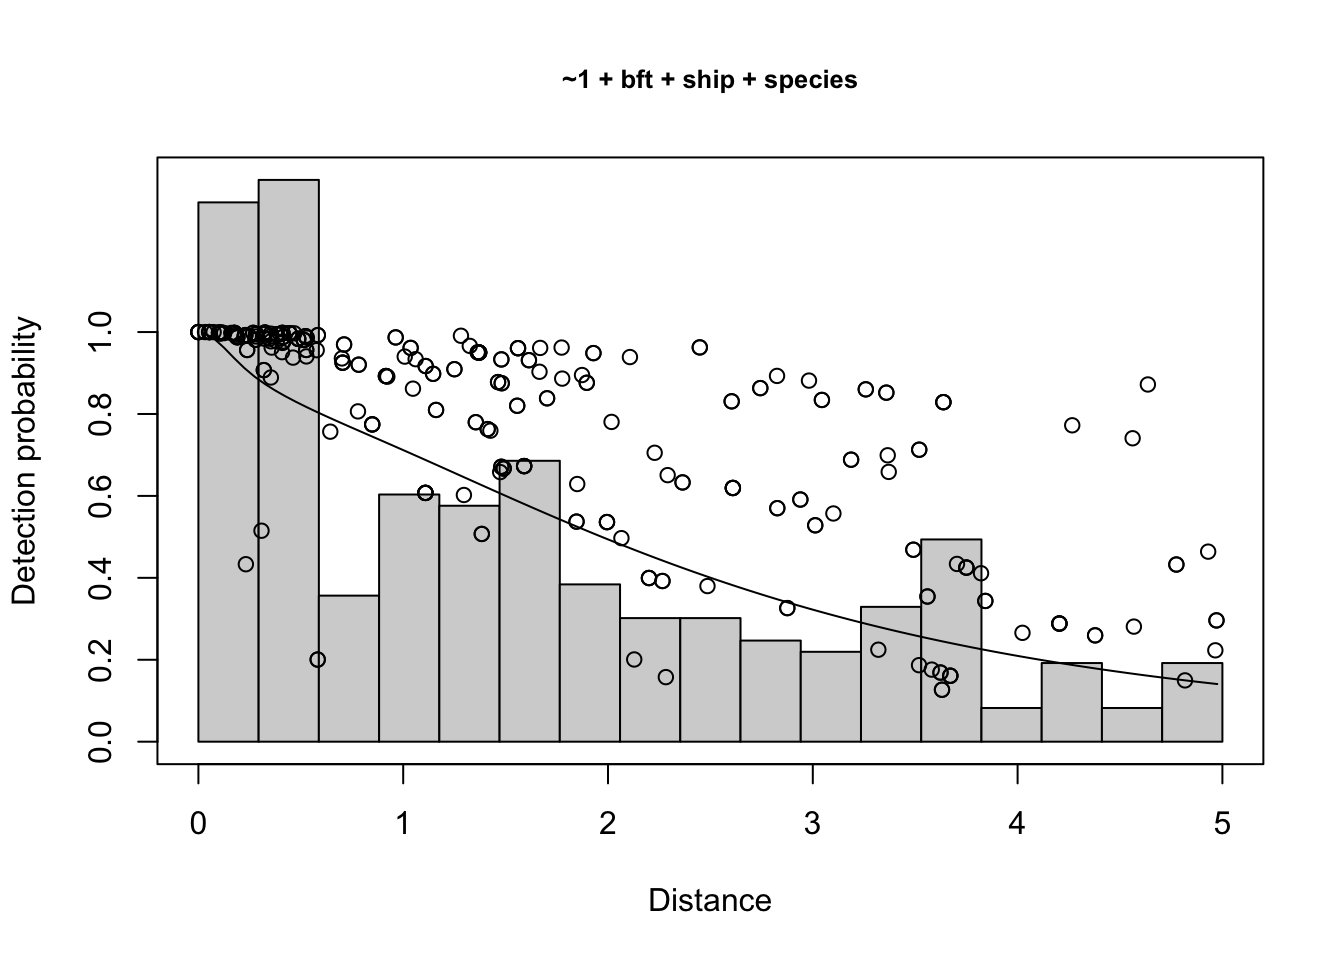 ~1 + bft + ship + species
Detection probability
1.0
0.8
0.6
0.4
0.2
0.0
0 1 2 3 4 5
Distance